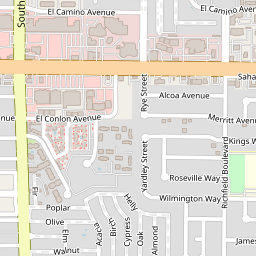 El Camino Avenue
El Camino Avenue
South
Saha
Rye Street
Alcoa Avenue
El Conlon Avenue
Merritt Avenue
Kings W
Yardley Street
Richfield Boulevard
Roseville Way
Fir
Wilmington Way
Poplar
Helly
Olive
Elm
Acacia
Birch
Cypress
Oak
Almond
Walnut
James